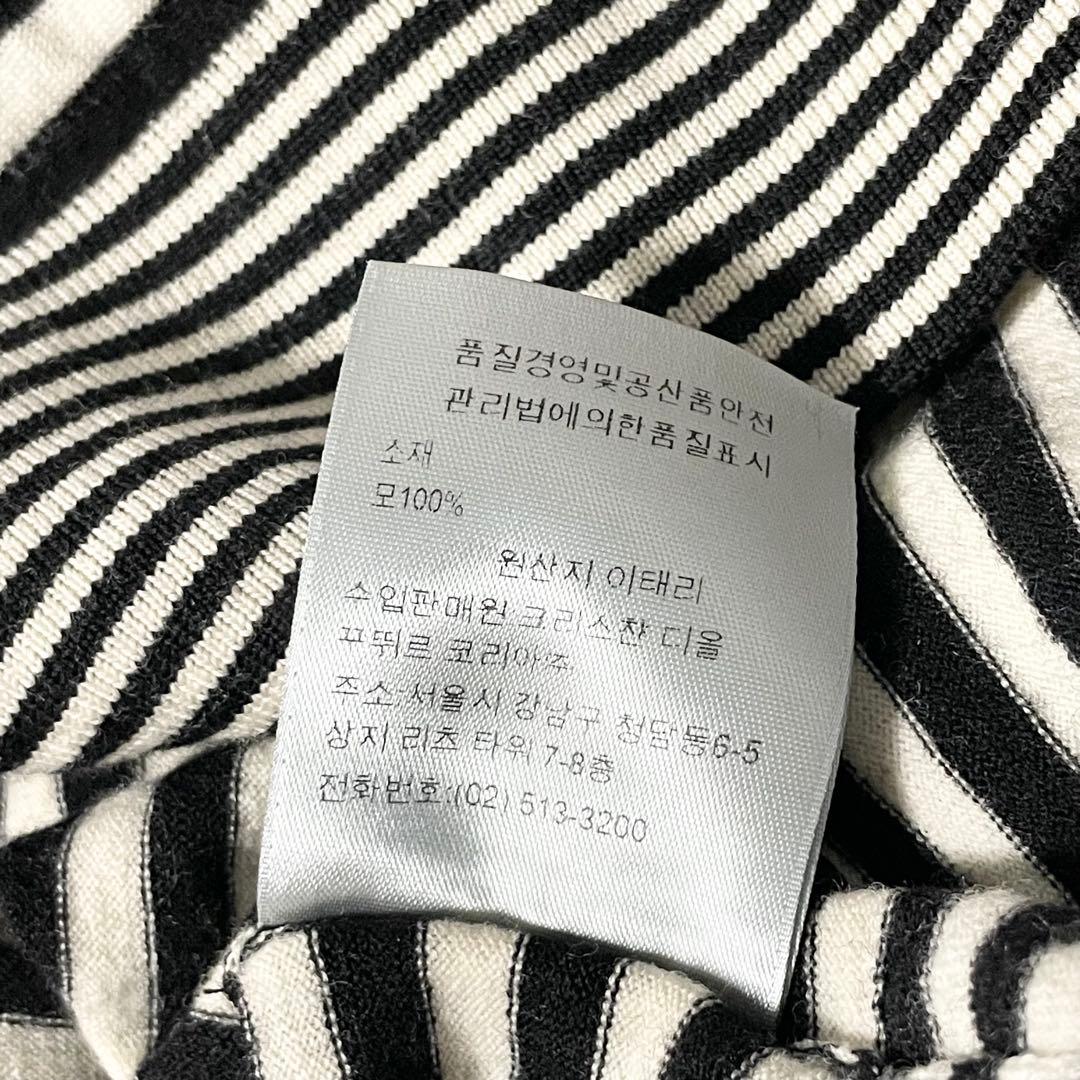 품질경영및공산품안전
관리법에의한품질표시
소재
모100%
원산지 이태리
수입판매원 크리스챤 디올
꾸뛰르 코리아㈜
주소:서울시 강남구 청담동6-5
상지 리츠 타워 7-8층
전화번호:(02) 513-3200